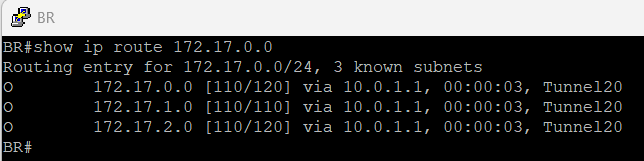 BR
BR#show ip route 172.17.0.0
Routing entry for 172.17.0.0/24, 3 known subnets
O        172.17.0.0 [110/120] via 10.0.1.1, 00:00:03, Tunnel20
O        172.17.1.0 [110/110] via 10.0.1.1, 00:00:03, Tunnel20
O        172.17.2.0 [110/120] via 10.0.1.1, 00:00:03, Tunnel20
BR#